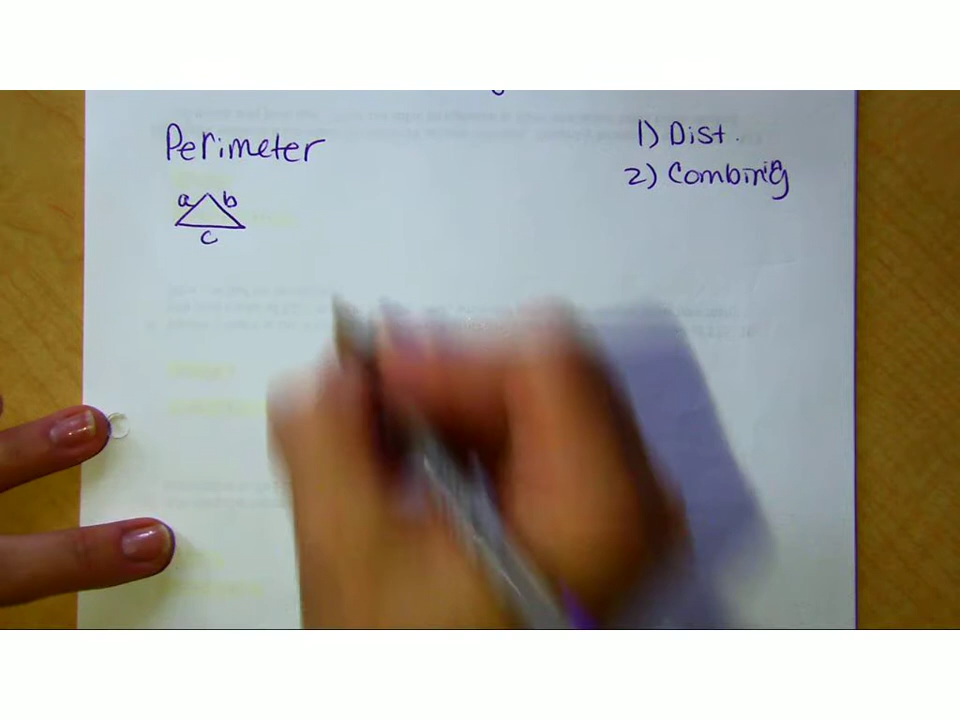 Perimeter
a b
c
1) Dist.
2) Combinig